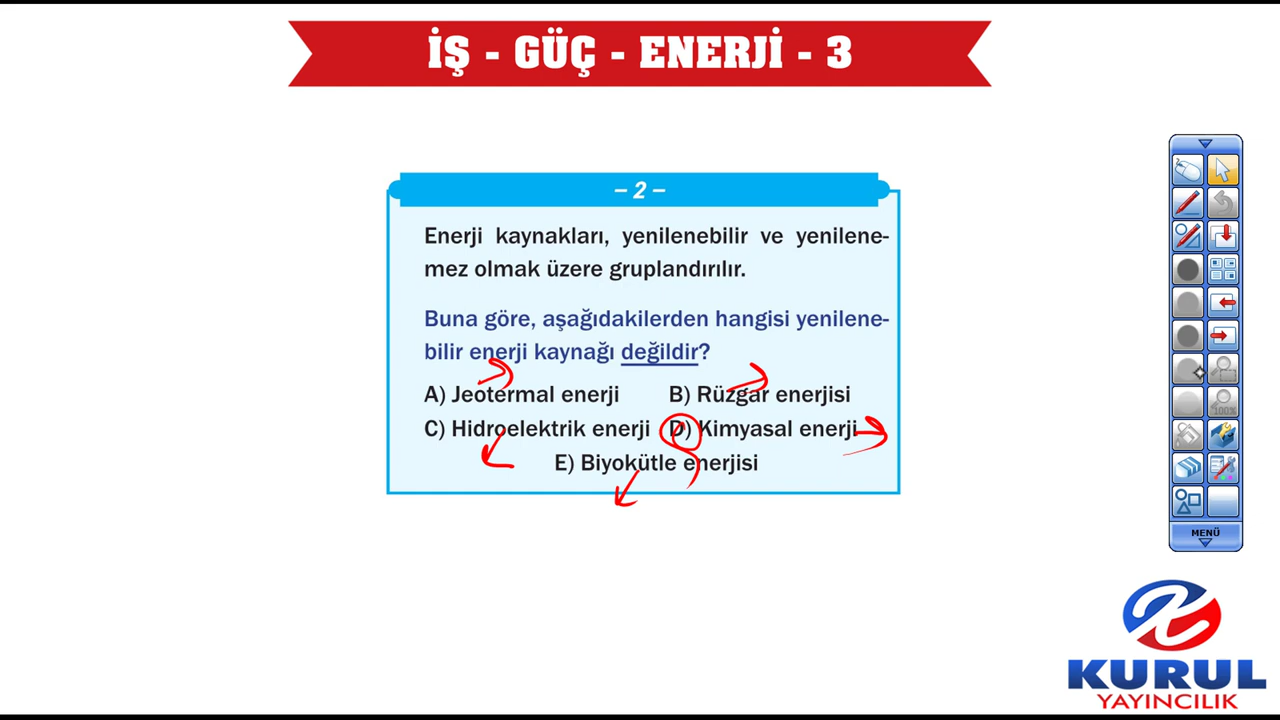 İŞ - GÜÇ - ENERJİ - 3
– 2 –
Enerji kaynakları, yenilenebilir ve yenilene-
mez olmak üzere gruplandırılır.
Buna göre, aşağıdakilerden hangisi yenilene-
bilir enerji kaynağı değildir?
A) Jeotermal enerji B) Rüzgar enerjisi
C) Hidroelektrik enerji D) Kimyasal enerji
E) Biyokütle enerjisi
100%
MENÜ
KURUL
YAYINCILIK